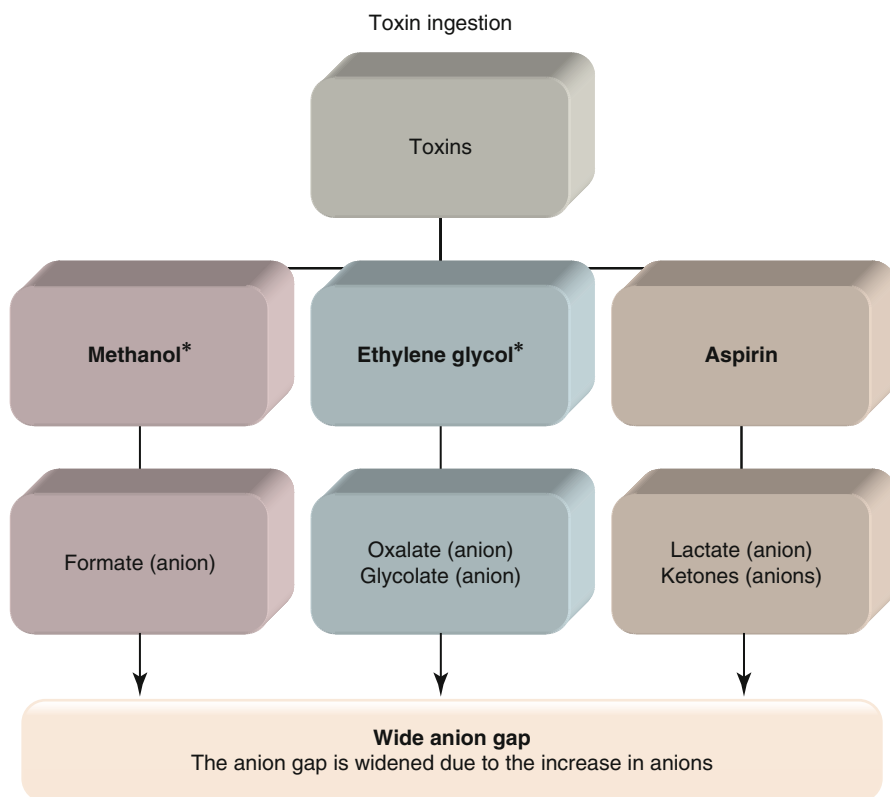 Toxin ingestion
Toxins
Methanol*
Ethylene glycol*
Aspirin
Formate (anion)
Oxalate (anion)
Glycolate (anion)
Lactate (anion)
Ketones (anions)
Wide anion gap
The anion gap is widened due to the increase in anions